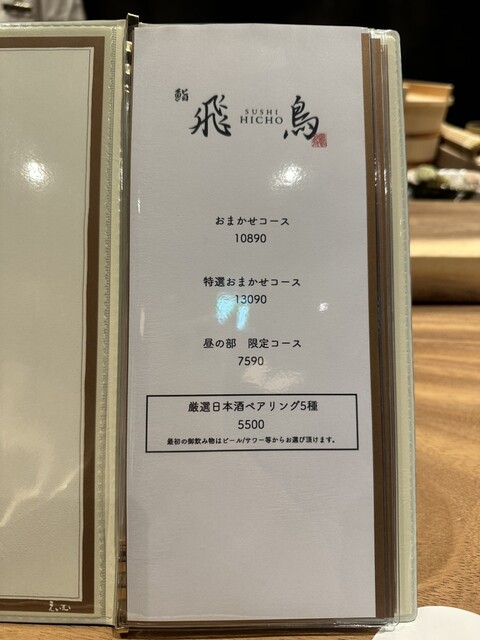 鮨
飛鳥
SUSHI
HICHO
おまかせコース
10890
特選おまかせコース
13090
昼の部 限定コース
7590
厳選日本酒ペアリング5種
5500
最初の御飲み物はビール/サワー等からお選び頂けます。